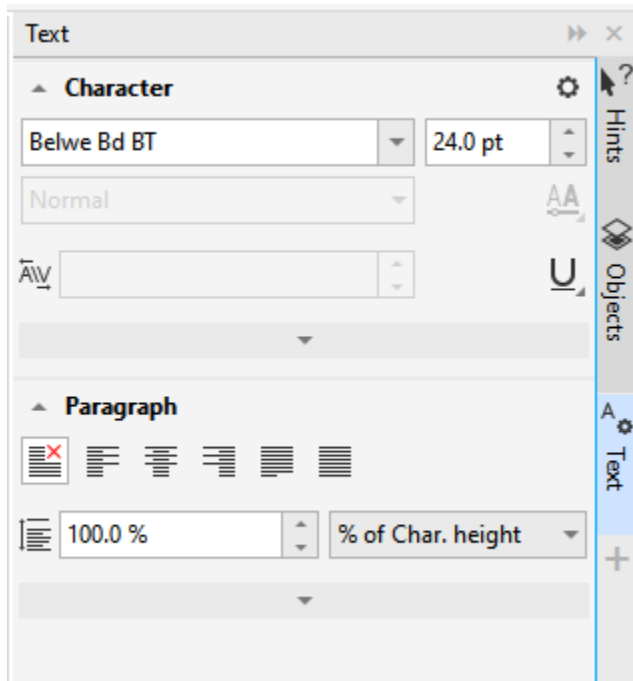 Text
Character
Belwe Bd BT
24.0 pt
Normal
Paragraph
100.0 %
% of Char. height
Hints
Objects
Text